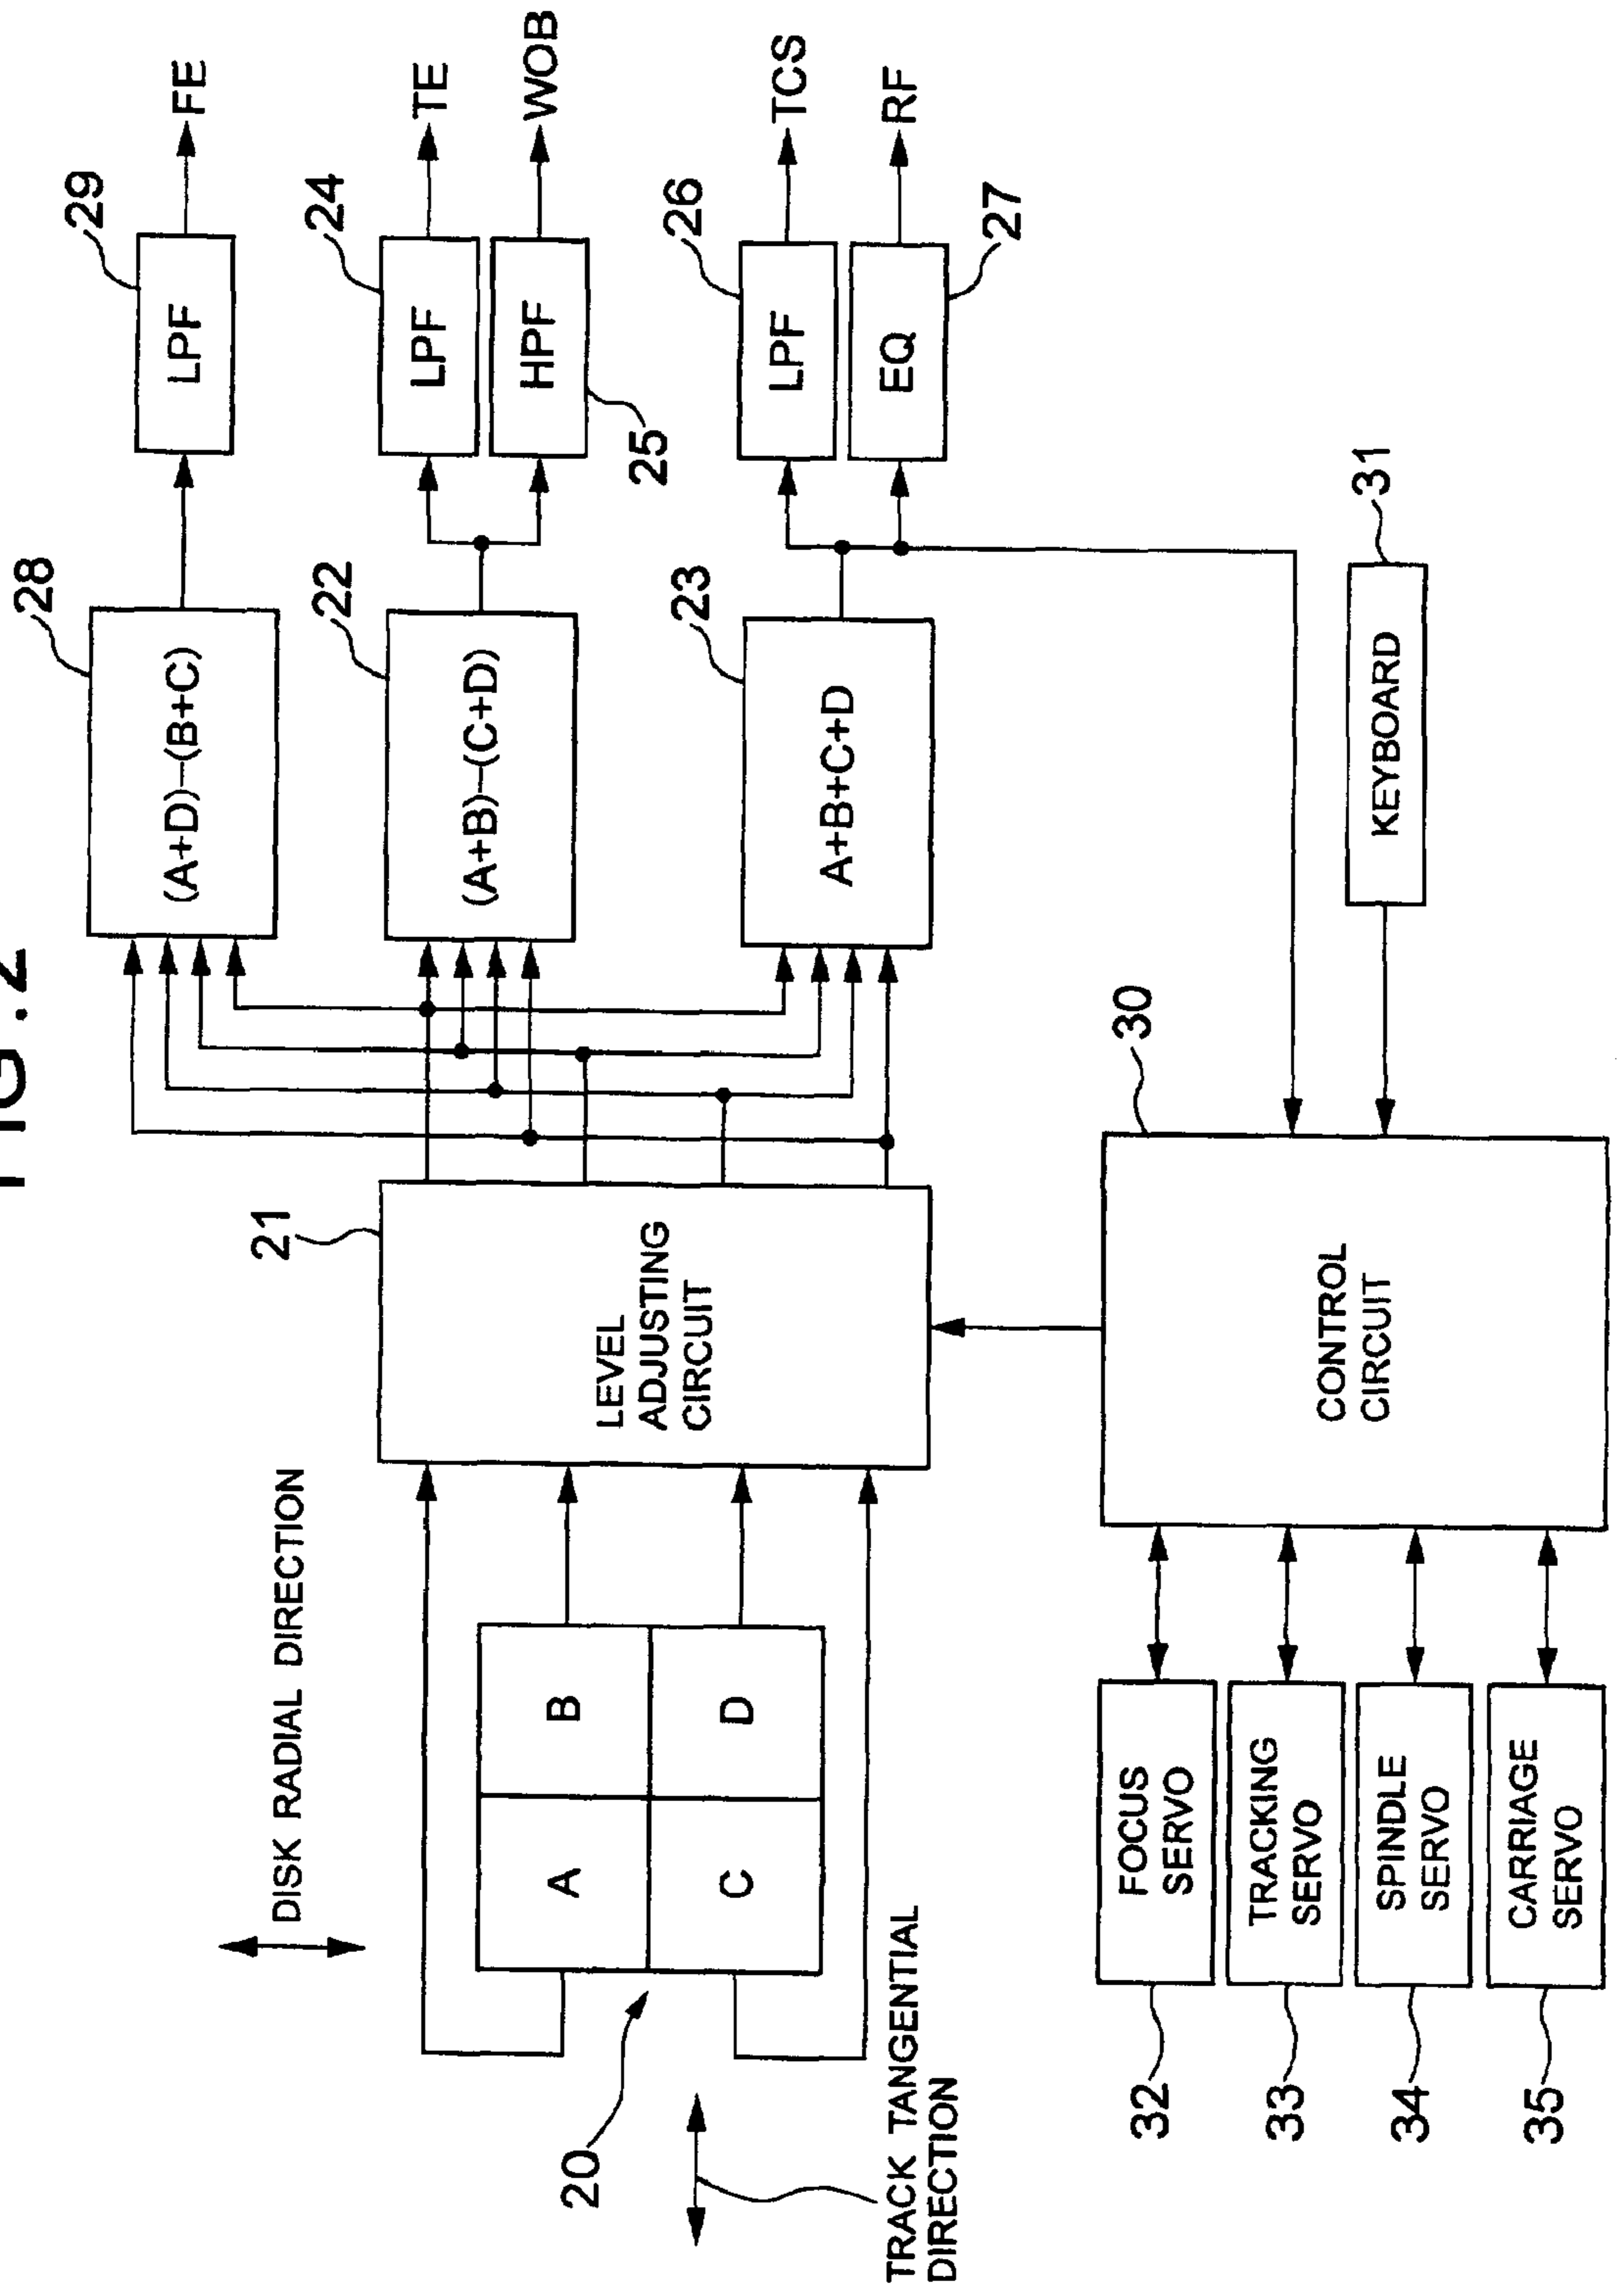 FIG.2
28
29
(A+D)−(B+C)
LPF
FE
22
24
(A+B)−(C+D)
LPF
TE
HPF
WOB
25
23
26
A+B+C+D
LPF
TCS
EQ
RF
27
DISK RADIAL DIRECTION
21
LEVEL
ADJUSTING
CIRCUIT
A
B
C
D
20
TRACK TANGENTIAL
DIRECTION
30
CONTROL
CIRCUIT
31
KEYBOARD
32
FOCUS
SERVO
33
TRACKING
SERVO
34
SPINDLE
SERVO
35
CARRIAGE
SERVO